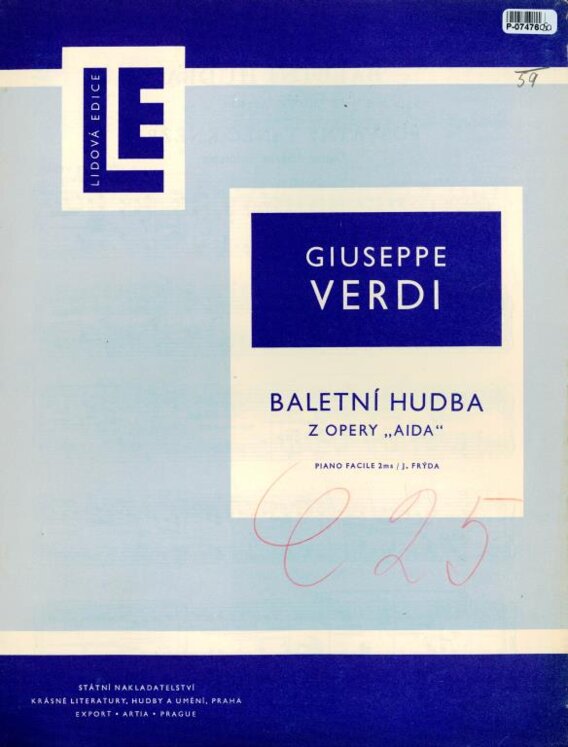 P-07476
59
LIDOVÁ EDICE
LE
GIUSEPPE
VERDI
BALETNÍ HUDBA
Z OPERY „AIDA“
PIANO FACILE 2ms / J. FRÝDA
C 25
STÁTNÍ NAKLADATELSTVÍ
KRÁSNÉ LITERATURY, HUDBY A UMĚNÍ, PRAHA
EXPORT • ARTIA • PRAGUE